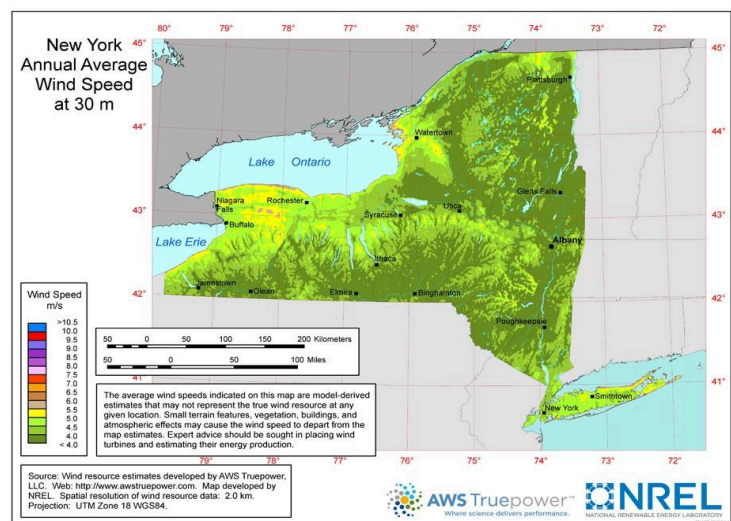 New York
Annual Average
Wind Speed
at 30 m
80°
79°
78°
77°
76°
75°
74°
73°
72°
45°
45°
44°
44°
43°
43°
42°
42°
41°
41°
Plattsburgh
Watertown
Lake Ontario
Glens Falls
Niagara
Falls
Rochester
Utica
Syracuse
Buffalo
Albany
Lake Erie
Ithaca
Jamestown
Olean
Elmira
Binghamton
Poughkeepsie
Smithtown
New York
Wind Speed
m/s
>10.5
10.0
9.5
9.0
8.5
8.0
7.5
7.0
6.5
6.0
5.5
5.0
4.5
4.0
< 4.0
50 0 50 100 150 200 Kilometers
50 0 50 100 Miles
The average wind speeds indicated on this map are model-derived
estimates that may not represent the true wind resource at any
given location. Small terrain features, vegetation, buildings, and
atmospheric effects may cause the wind speed to depart from the
map estimates. Expert advice should be sought in placing wind
turbines and estimating their energy production.
79°
78°
77°
76°
75°
74°
73°
72°
Source: Wind resource estimates developed by AWS Truepower,
LLC. Web: http://www.awstruepower.com. Map developed by
NREL. Spatial resolution of wind resource data: 2.0 km.
Projection: UTM Zone 18 WGS84.
AWS Truepower™
Where science delivers performance.
NREL
NATIONAL RENEWABLE ENERGY LABORATORY